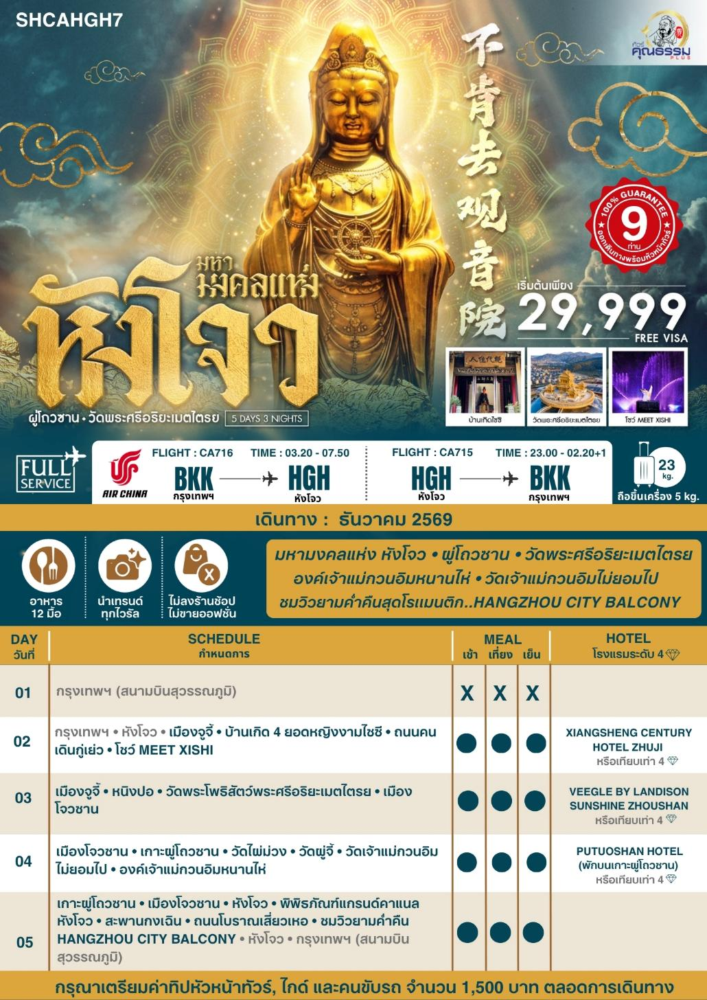 SHCAHGH7
ทัวร์
คุณธรรม
PLUS
不肯去观音院
100% GUARANTEE
9
ท่าน
ออกเดินทางพร้อมหัวหน้าทัวร์
มหา
มงคลแห่ง
หังโจว
ผู่โถวซาน • วัดพระศรีอริยะเมตไตรย
5 DAYS 3 NIGHTS
เริ่มต้นเพียง
29,999
FREE VISA
บ้านเกิดไซซี
วัดพระศรีอริยะเมตไตรย
โชว์ MEET XISHI
FULL
SERVICE
AIR CHINA
FLIGHT : CA716 TIME : 03.20 - 07.50
BKK HGH
กรุงเทพฯ หังโจว
FLIGHT : CA715 TIME : 23.00 - 02.20+1
HGH BKK
หังโจว กรุงเทพฯ
23
kg.
ถือขึ้นเครื่อง 5 kg.
เดินทาง : ธันวาคม 2569
อาหาร
12 มื้อ
นำเทรนด์
ทุกไวรัล
ไม่ลงร้านช้อป
ไม่ขายออฟชั่น
มหามงคลแห่ง หังโจว • ผู่โถวซาน • วัดพระศรีอริยะเมตไตรย
องค์เจ้าแม่กวนอิมหนานไห่ • วัดเจ้าแม่กวนอิมไม่ยอมไป
ชมวิวยามค่ำคืนสุดโรแมนติก..HANGZHOU CITY BALCONY
DAY
วันที่
SCHEDULE
กำหนดการ
MEAL
เช้า เที่ยง เย็น
HOTEL
โรงแรมระดับ 4
01
กรุงเทพฯ (สนามบินสุวรรณภูมิ)
X X X
02
กรุงเทพฯ • หังโจว • เมืองจูจี้ • บ้านเกิด 4 ยอดหญิงงามไซซี • ถนนคน
เดินกู่เย่ว • โชว์ MEET XISHI
XIANGSHENG CENTURY
HOTEL ZHUJI
หรือเทียบเท่า 4
03
เมืองจูจี้ • หนิงปอ • วัดพระโพธิสัตว์พระศรีอริยะเมตไตรย • เมือง
โจวซาน
VEEGLE BY LANDISON
SUNSHINE ZHOUSHAN
หรือเทียบเท่า 4
04
เมืองโจวซาน • เกาะผู่โถวซาน • วัดไผ่ม่วง • วัดผู่จี้ • วัดเจ้าแม่กวนอิม
ไม่ยอมไป • องค์เจ้าแม่กวนอิมหนานไห่
PUTUOSHAN HOTEL
(พักบนเกาะผู่โถวซาน)
หรือเทียบเท่า 4
05
เกาะผู่โถวซาน • เมืองโจวซาน • หังโจว • พิพิธภัณฑ์แกรนด์คาแนล
หังโจว • สะพานกงเฉิน • ถนนโบราณเสี่ยวเหอ • ชมวิวยามค่ำคืน
HANGZHOU CITY BALCONY • หังโจว • กรุงเทพฯ (สนามบิน
สุวรรณภูมิ)
กรุณาเตรียมค่าทิปหัวหน้าทัวร์, ไกด์ และคนขับรถ จำนวน 1,500 บาท ตลอดการเดินทาง